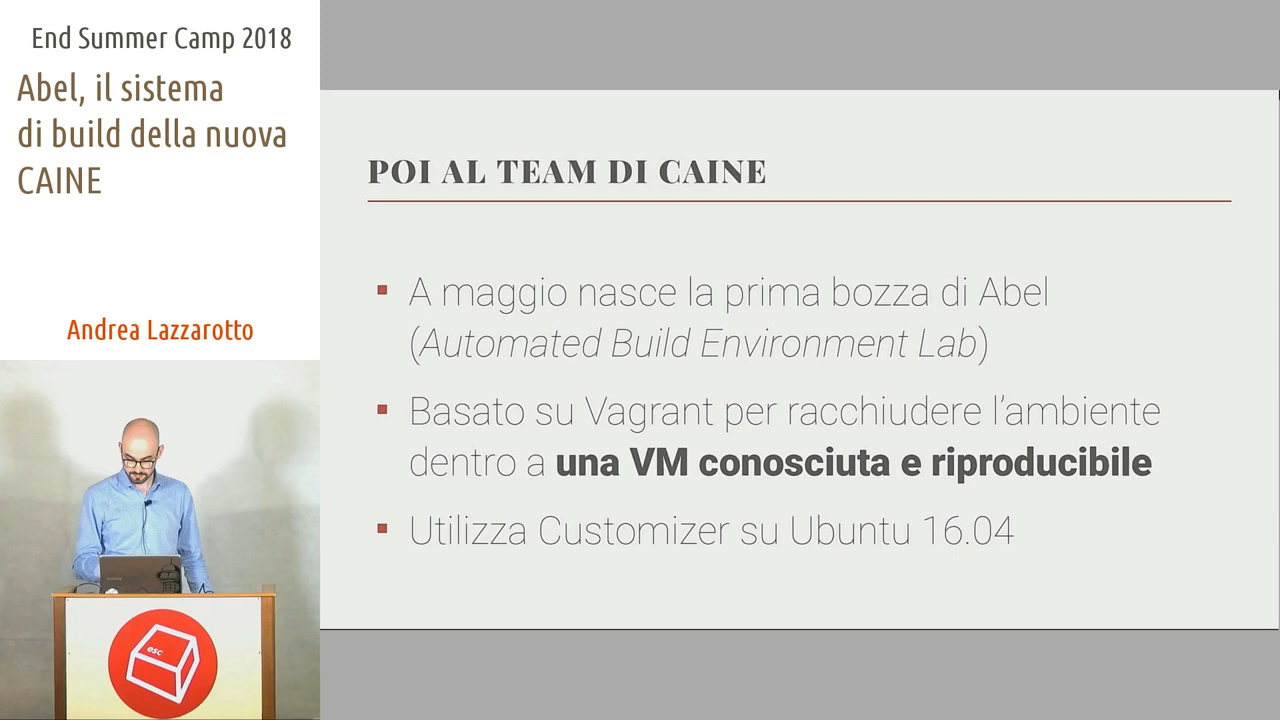 End Summer Camp 2018
Abel, il sistema
di build della nuova
CAINE
Andrea Lazzarotto
esc
POI AL TEAM DI CAINE
A maggio nasce la prima bozza di Abel
(Automated Build Environment Lab)
Basato su Vagrant per racchiudere l’ambiente
dentro a una VM conosciuta e riproducibile
Utilizza Customizer su Ubuntu 16.04